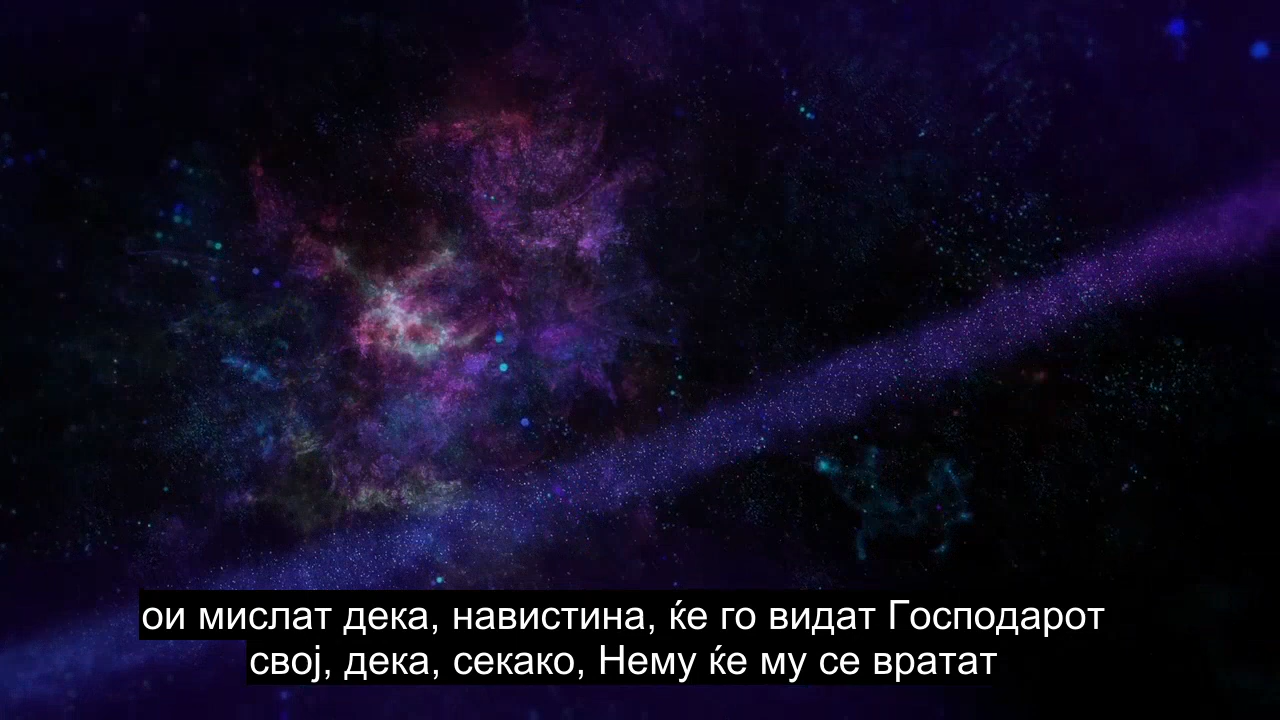 ои мислат дека, навистина, ќе го видат Господарот
свој, дека, секако, Нему ќе му се вратат